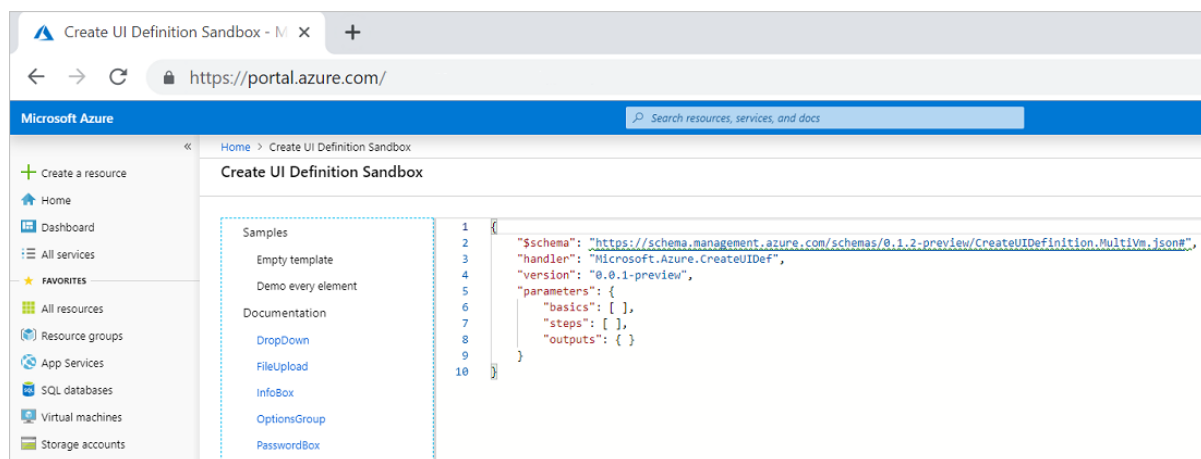 Create UI Definition Sandbox - M
https://portal.azure.com/
Microsoft Azure
Search resources, services, and docs
Home > Create UI Definition Sandbox
Create UI Definition Sandbox
Create a resource
Home
Dashboard
All services
FAVORITES
All resources
Resource groups
App Services
SQL databases
Virtual machines
Storage accounts
Samples
Empty template
Demo every element
Documentation
DropDown
FileUpload
InfoBox
OptionsGroup
PasswordBox
1 {
2 "$schema": "https://schema.management.azure.com/schemas/0.1.2-preview/CreateUIDefinition.MultiVm.json#",
3 "handler": "Microsoft.Azure.CreateUIDef",
4 "version": "0.0.1-preview",
5 "parameters": {
6 "basics": [ ],
7 "steps": [ ],
8 "outputs": { }
9 }
10 }